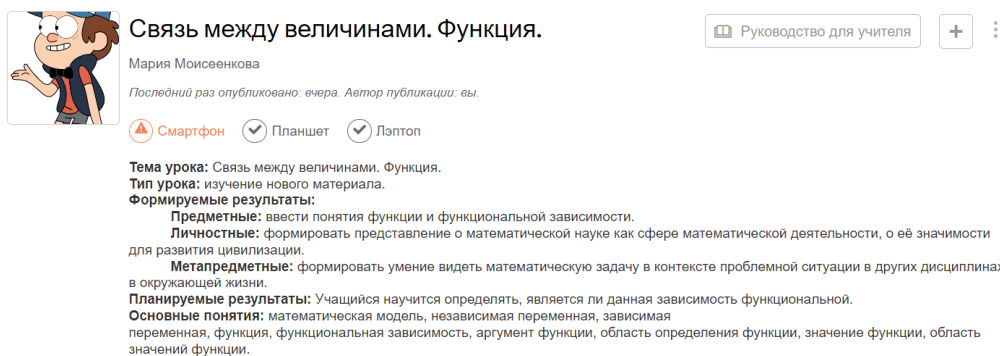 Связь между величинами. Функция.
Руководство для учителя
Мария Моисеенкова
Последний раз опубликовано: вчера. Автор публикации: вы.
Смартфон Планшет Лэптоп
Тема урока: Связь между величинами. Функция.
Тип урока: изучение нового материала.
Формируемые результаты:
Предметные: ввести понятия функции и функциональной зависимости.
Личностные: формировать представление о математической науке как сфере математической деятельности, о её значимости
для развития цивилизации.
Метапредметные: формировать умение видеть математическую задачу в контексте проблемной ситуации в других дисциплинах
в окружающей жизни.
Планируемые результаты: Учащийся научится определять, является ли данная зависимость функциональной.
Основные понятия: математическая модель, независимая переменная, зависимая
переменная, функция, функциональная зависимость, аргумент функции, область определения функции, значение функции, область
значений функции.